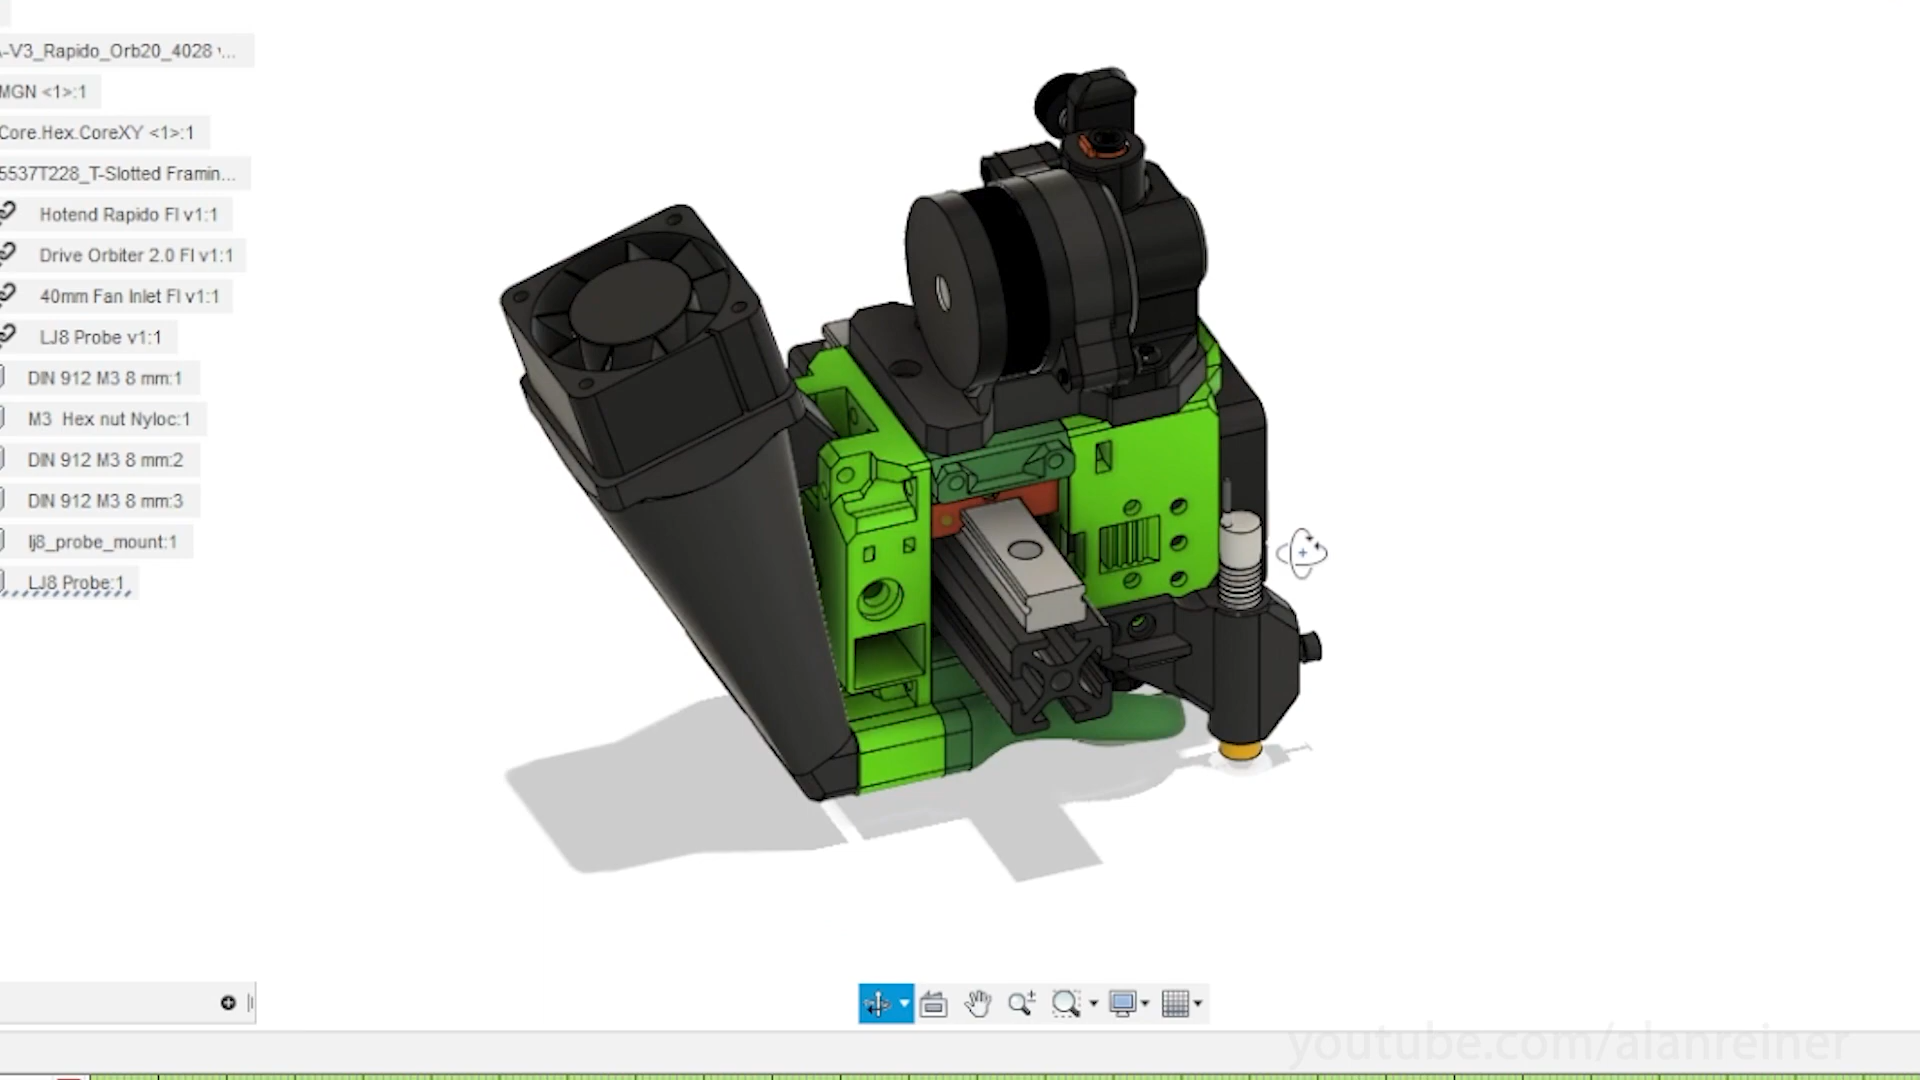 -V3_Rapido_Orb20_4028 v...
MGN <1>:1
Core.Hex.CoreXY <1>:1
5537T228_T-Slotted Framin...
Hotend Rapido FI v1:1
Drive Orbiter 2.0 FI v1:1
40mm Fan Inlet FI v1:1
LJ8 Probe v1:1
DIN 912 M3 8 mm:1
M3 Hex nut Nyloc:1
DIN 912 M3 8 mm:2
DIN 912 M3 8 mm:3
lj8_probe_mount:1
LJ8 Probe:1
youtube.com/alanreiner